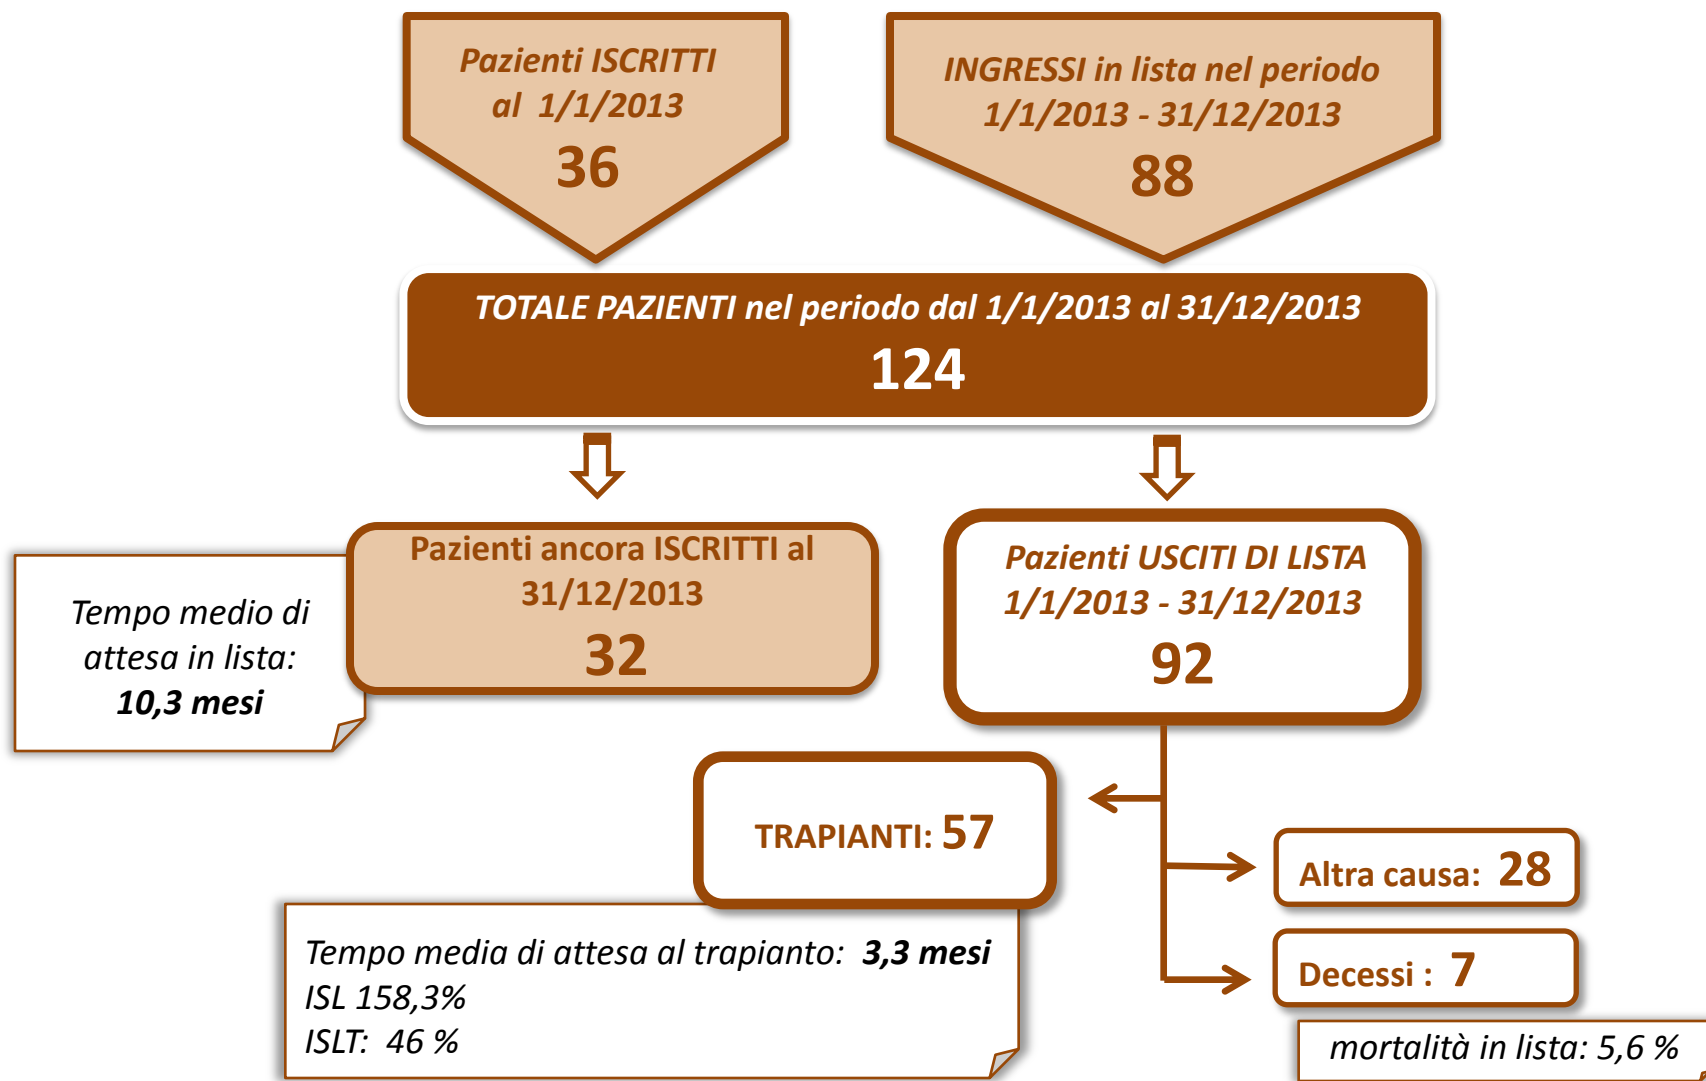 Pazienti ISCRITTI
al 1/1/2013
36
INGRESSI in lista nel periodo
1/1/2013 - 31/12/2013
88
TOTALE PAZIENTI nel periodo dal 1/1/2013 al 31/12/2013
124
Tempo medio di
attesa in lista:
10,3 mesi
Pazienti ancora ISCRITTI al
31/12/2013
32
Pazienti USCITI DI LISTA
1/1/2013 - 31/12/2013
92
TRAPIANTI: 57
Tempo media di attesa al trapianto: 3,3 mesi
ISL 158,3%
ISLT: 46 %
Altra causa: 28
Decessi : 7
mortalità in lista: 5,6 %